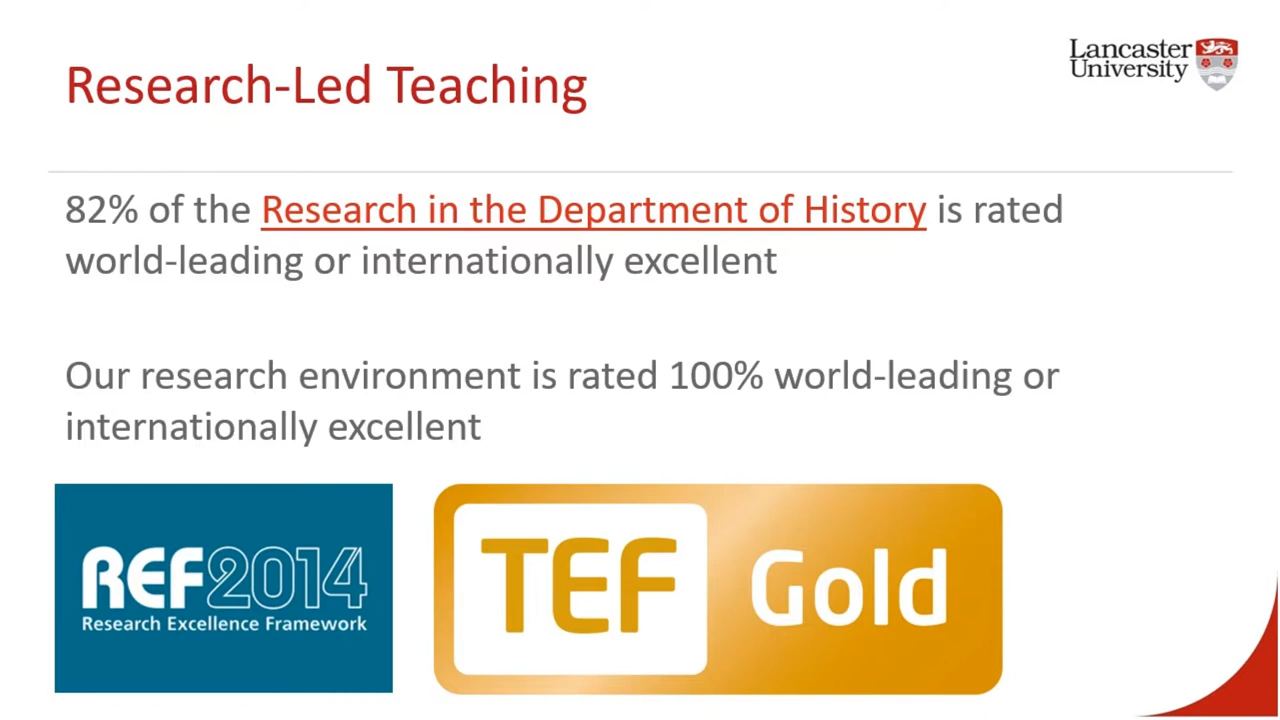 Research-Led Teaching
Lancaster
University
82% of the Research in the Department of History is rated
world-leading or internationally excellent
Our research environment is rated 100% world-leading or
internationally excellent
REF2014
Research Excellence Framework
TEF Gold